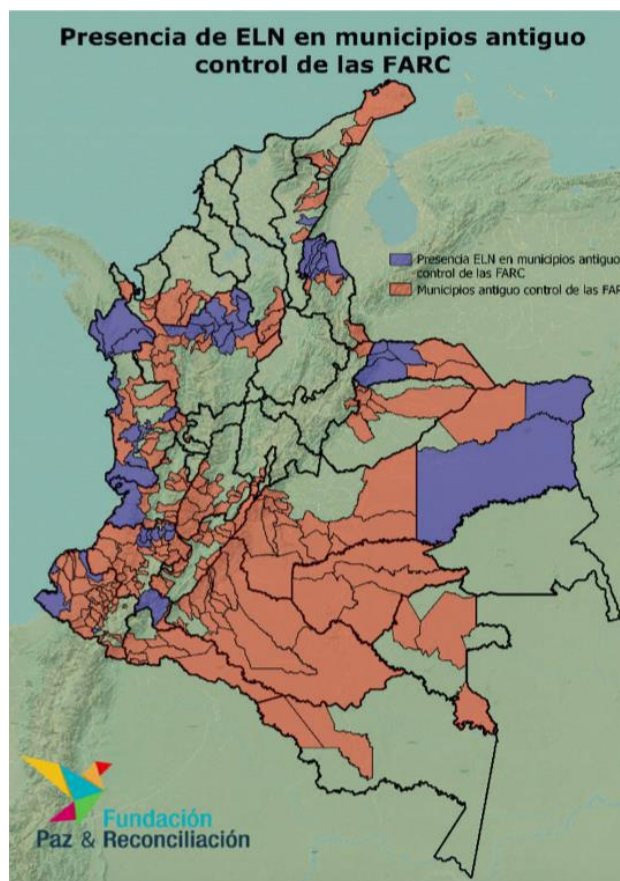 Presencia de ELN en municipios antiguo
control de las FARC
Presencia ELN en municipios antiguo
control de las FARC
Municipios antiguo control de las FAR
Fundación
Paz & Reconciliación